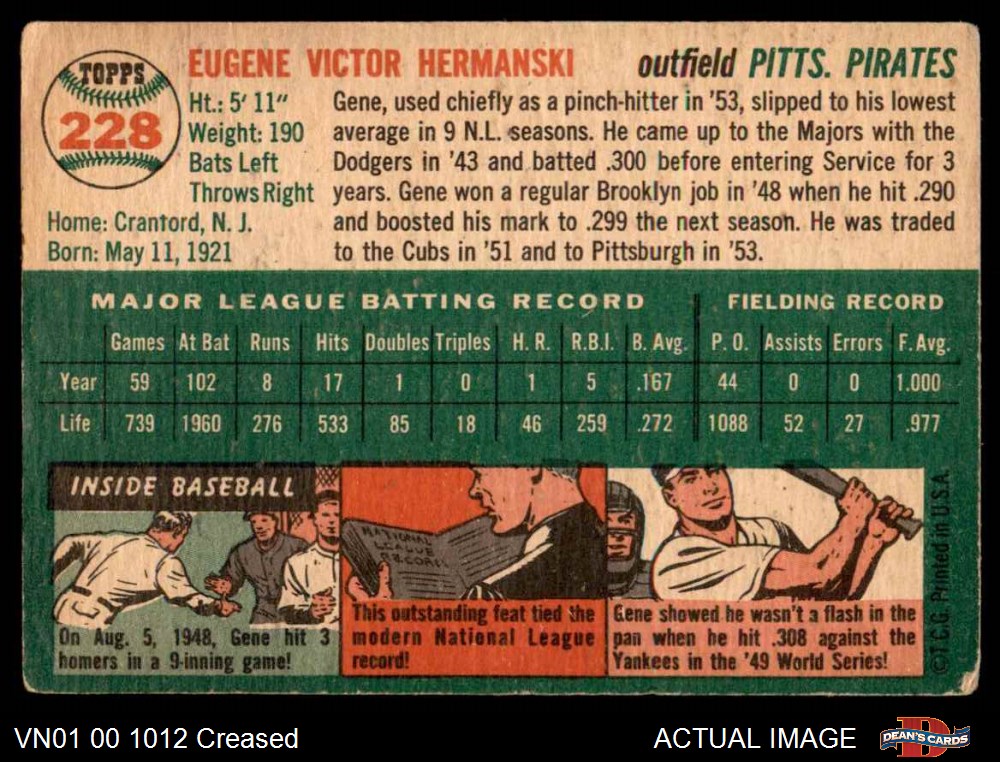 TOPPS
228
EUGENE VICTOR HERMANSKI
outfield PITTS. PIRATES
Ht.: 5' 11"
Weight: 190
Bats Left
Throws Right
Home: Cranford, N. J.
Born: May 11, 1921
Gene, used chiefly as a pinch-hitter in '53, slipped to his lowest
average in 9 N.L. seasons. He came up to the Majors with the
Dodgers in '43 and batted .300 before entering Service for 3
years. Gene won a regular Brooklyn job in '48 when he hit .290
and boosted his mark to .299 the next season. He was traded
to the Cubs in '51 and to Pittsburgh in '53.
MAJOR LEAGUE BATTING RECORD FIELDING RECORD
Games At Bat Runs Hits Doubles Triples H. R. R.B.I. B. Avg. P. O. Assists Errors F. Avg.
Year 59 102 8 17 1 0 1 5 .167 44 0 0 1.000
Life 739 1960 276 533 85 18 46 259 .272 1088 52 27 .977
INSIDE BASEBALL
On Aug. 5, 1948, Gene hit 3
homers in a 9-inning game!
NATIONAL
LEAGUE
RECORD
This outstanding feat tied the
modern National League
record!
Gene showed he wasn't a flash in the
pan when he hit .308 against the
Yankees in the '49 World Series!
©T.C.G. Printed in U.S.A.
VN01 00 1012 Creased
ACTUAL IMAGE
DEAN'S CARDS